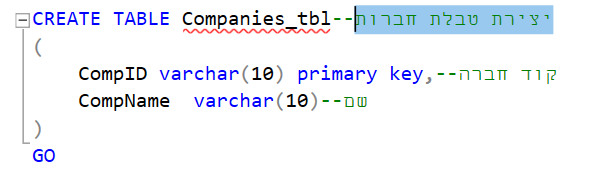 CREATE TABLE Companies_tbl--יצירת טבלת חברות
(
CompID varchar(10) primary key,--קוד חברה
CompName  varchar(10)--שם
)
GO